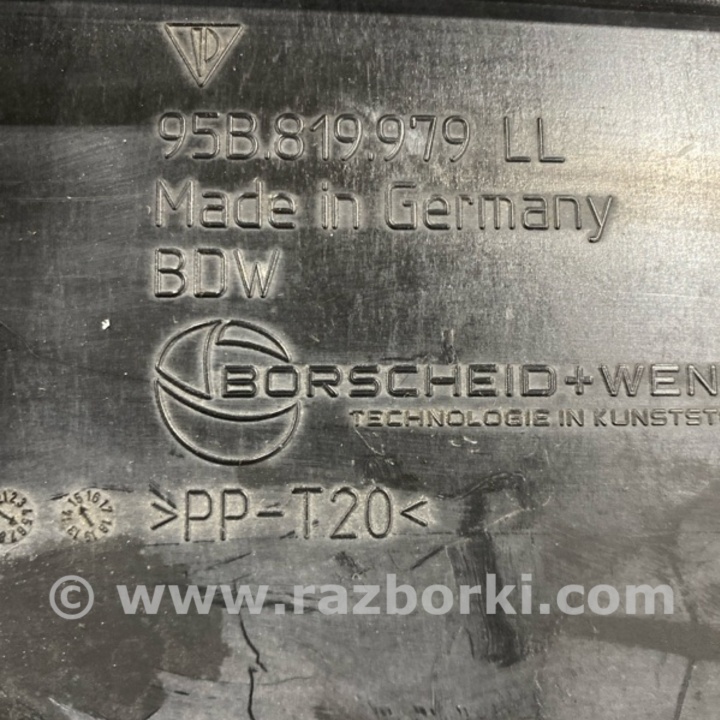 95B.819.979 LL
Made in Germany
BDW
BORSCHEID+WEN
TECHNOLOGIE IN KUNSTST
>PP-T20<
© www.razborki.com